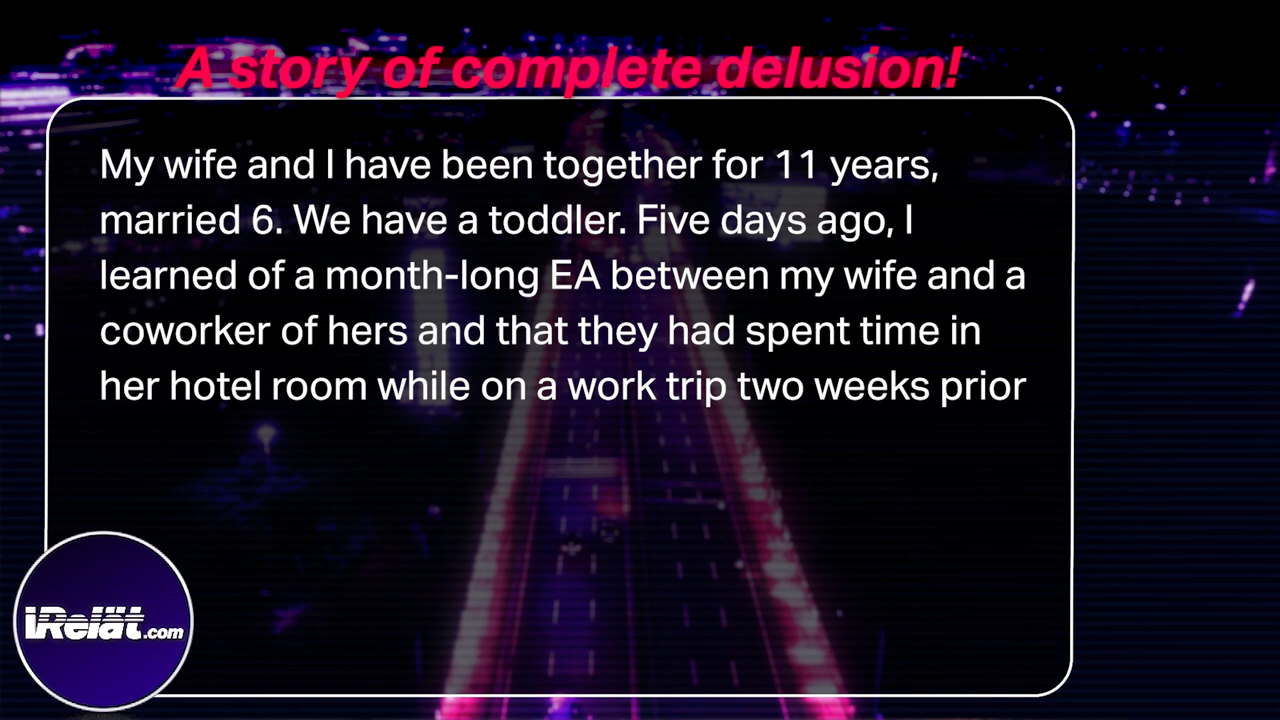 A story of complete delusion!
My wife and I have been together for 11 years,
married 6. We have a toddler. Five days ago, I
learned of a month-long EA between my wife and a
coworker of hers and that they had spent time in
her hotel room while on a work trip two weeks prior
iRelät.com